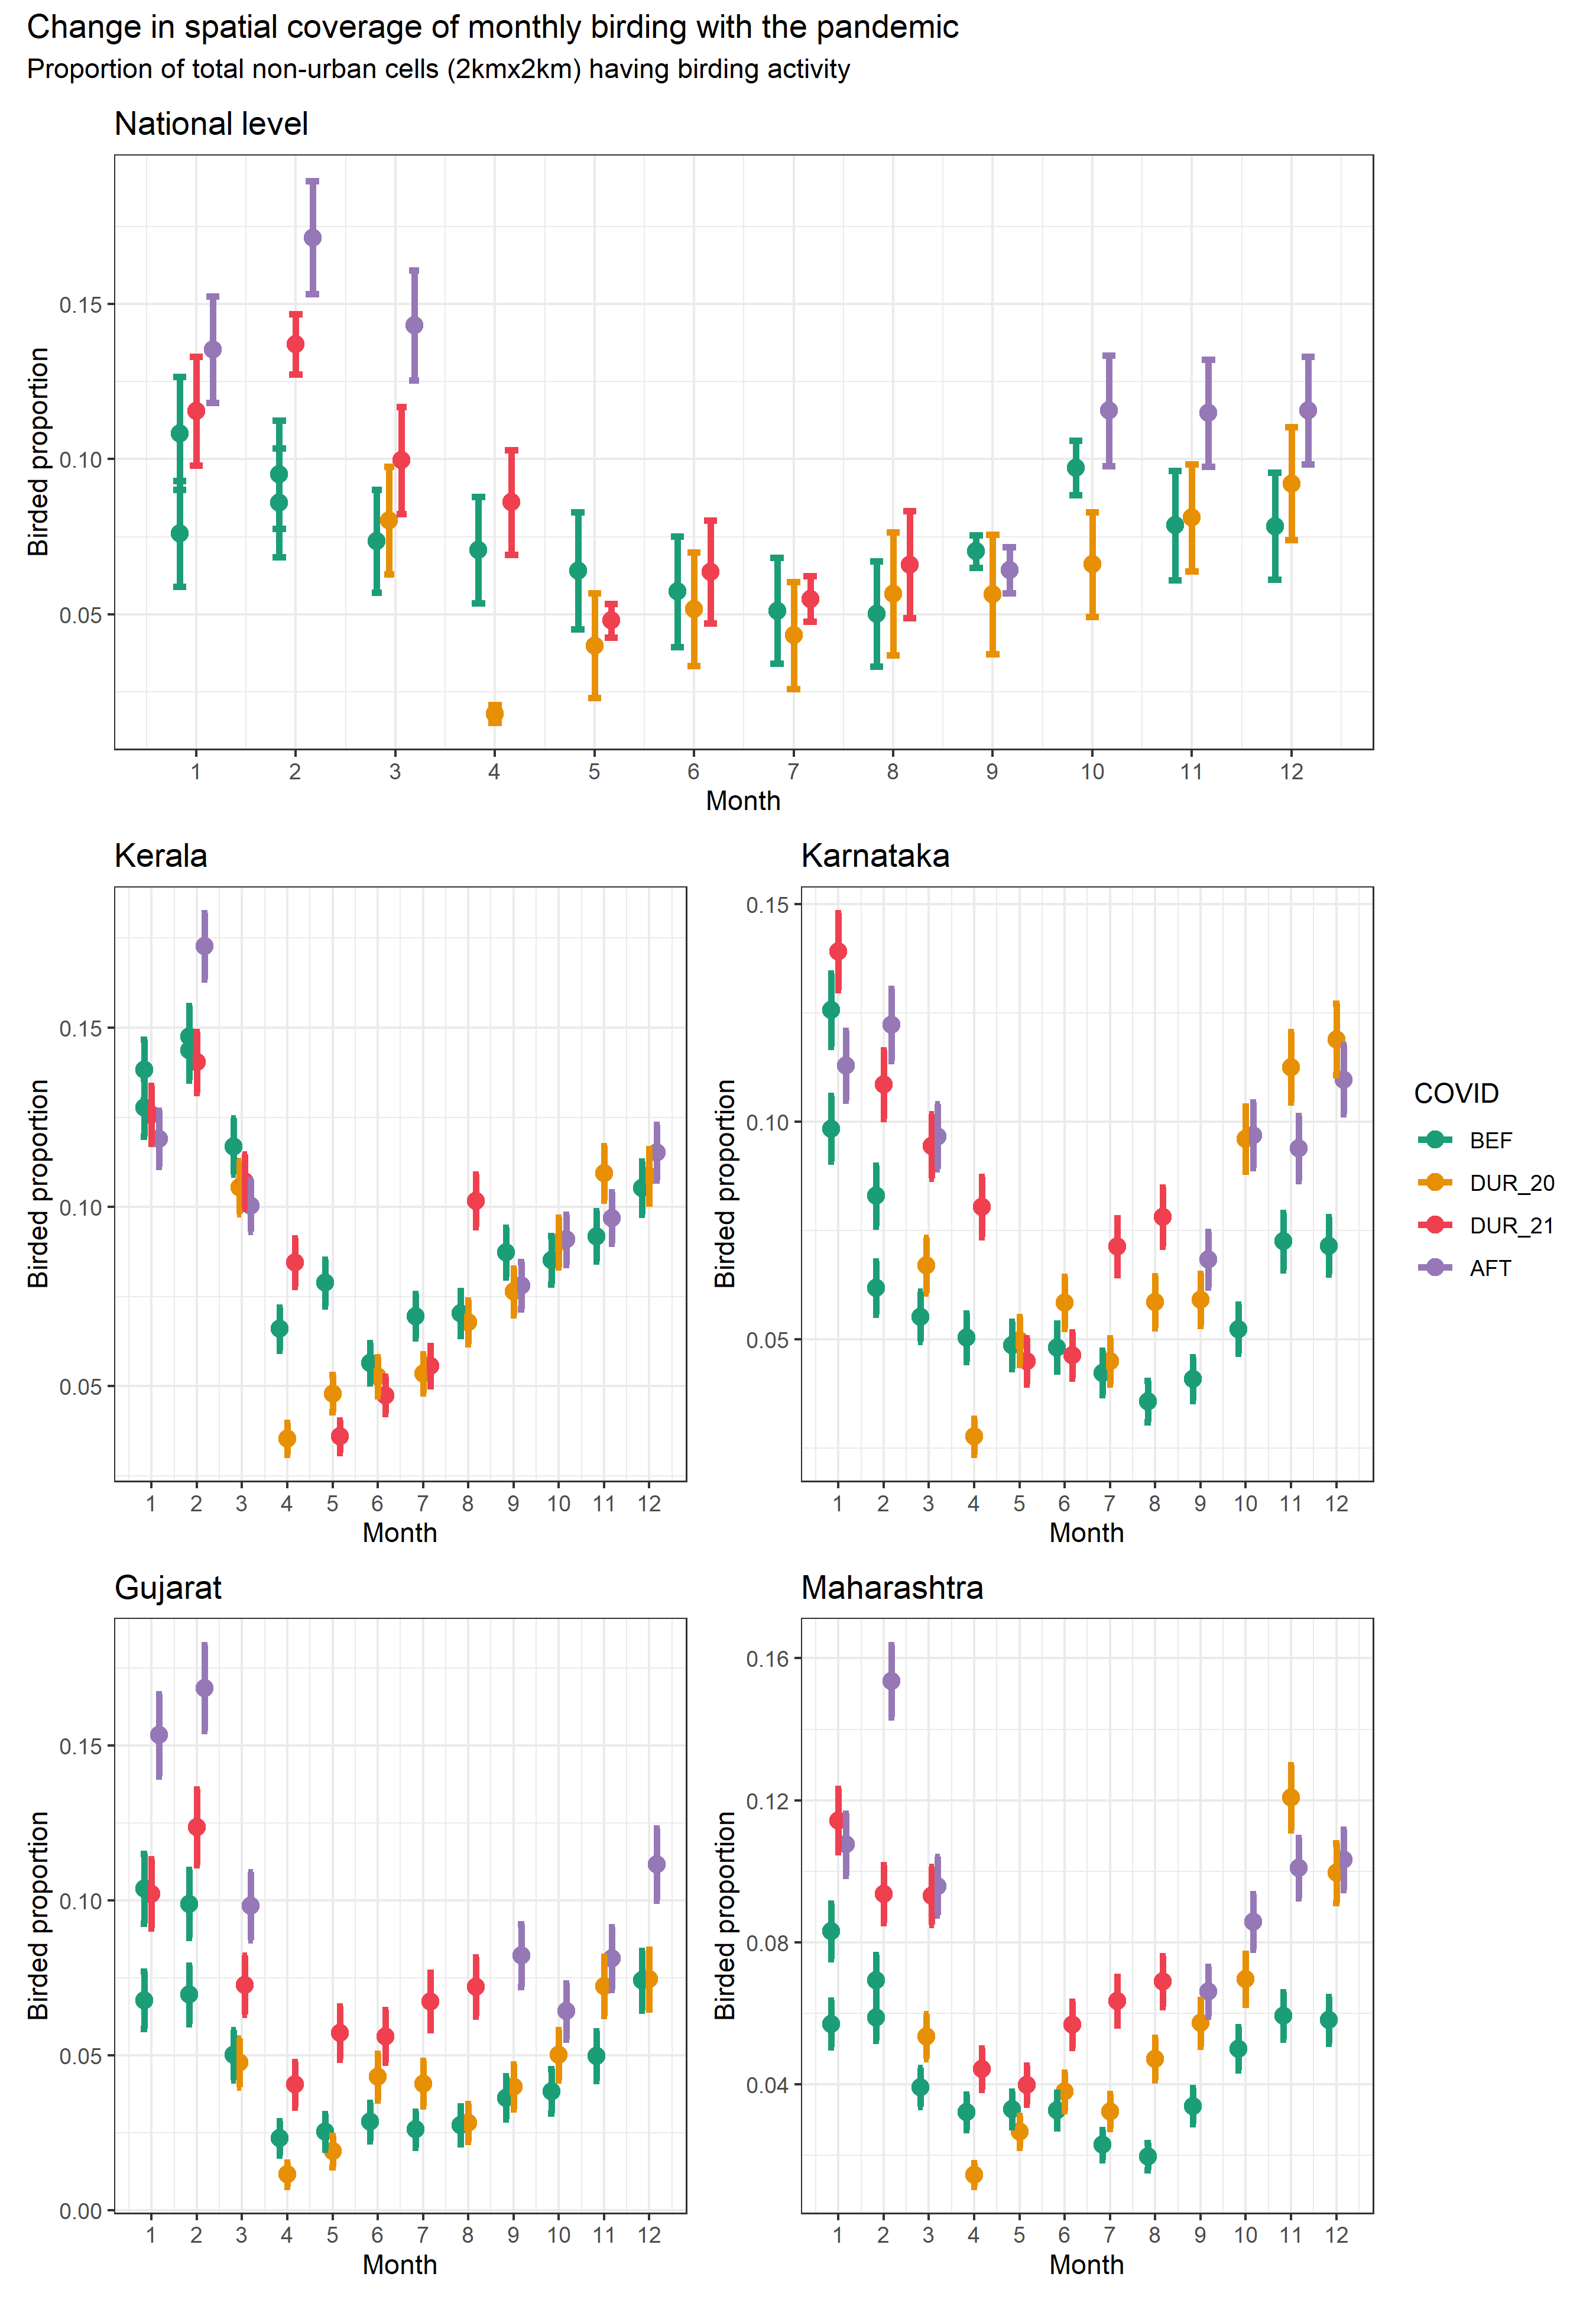 Change in spatial coverage of monthly birding with the pandemic
Proportion of total non-urban cells (2kmx2km) having birding activity
National level
Birded proportion
0.15
0.10
0.05
1 2 3 4 5 6 7 8 9 10 11 12
Month
Kerala
Birded proportion
0.15
0.10
0.05
1 2 3 4 5 6 7 8 9 10 11 12
Month
Karnataka
Birded proportion
0.15
0.10
0.05
1 2 3 4 5 6 7 8 9 10 11 12
Month
COVID
BEF
DUR_20
DUR_21
AFT
Gujarat
Birded proportion
0.15
0.10
0.05
0.00
1 2 3 4 5 6 7 8 9 10 11 12
Month
Maharashtra
Birded proportion
0.16
0.12
0.08
0.04
1 2 3 4 5 6 7 8 9 10 11 12
Month